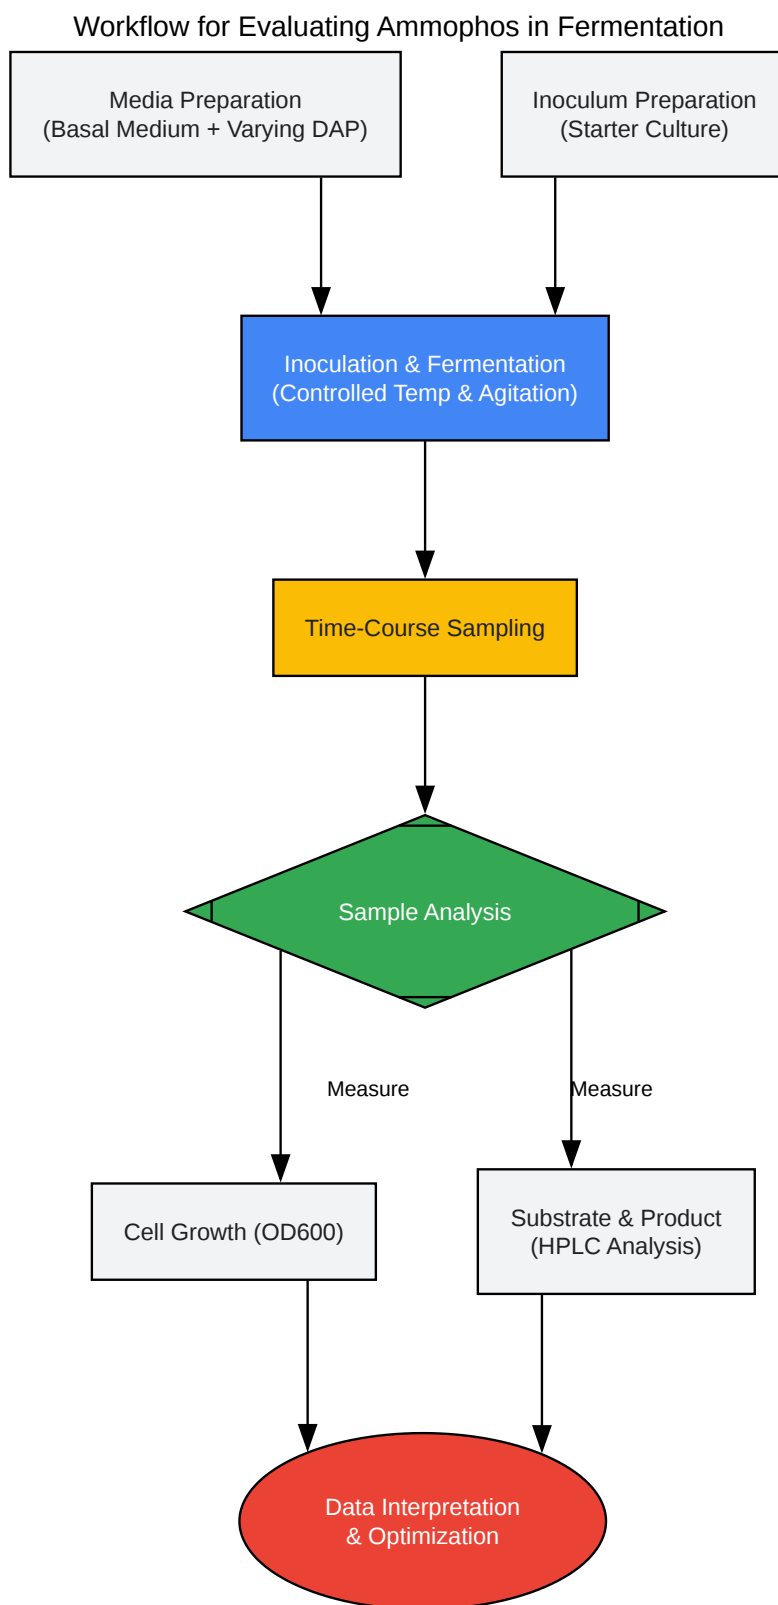 Workflow for Evaluating Ammophos in Fermentation
Media Preparation
(Basal Medium + Varying DAP)
Inoculum Preparation
(Starter Culture)
Inoculation & Fermentation
(Controlled Temp & Agitation)
Time-Course Sampling
Sample Analysis
Measure
Measure
Cell Growth (OD600)
Substrate & Product
(HPLC Analysis)
Data Interpretation
& Optimization